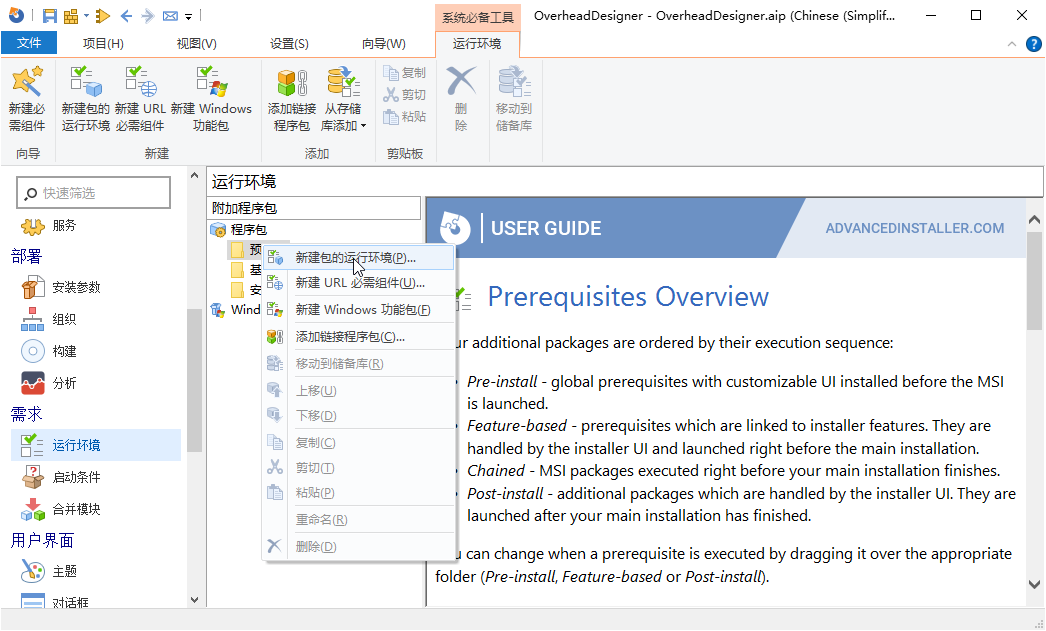 系统必备工具
OverheadDesigner - OverheadDesigner.aip (Chinese (Simplif...
文件
项目(H)
视图(V)
设置(S)
向导(W)
运行环境
新建必
需组件
新建包的
运行环境
新建 URL
必需组件
新建 Windows
功能包
添加链接
程序包
从存储
库添加
复制
剪切
粘贴
删
除
移动到
储备库
向导
新建
添加
剪贴板
快速筛选
服务
部署
安装参数
组织
构建
分析
需求
运行环境
启动条件
合并模块
用户界面
主题
对话框
运行环境
附加程序包
程序包
预
基
安
Wind
新建包的运行环境(P)...
新建 URL 必需组件(U)...
新建 Windows 功能包(F)
添加链接程序包(C)...
移动到储备库(R)
上移(U)
下移(D)
复制(C)
剪切(T)
粘贴(P)
重命名(R)
删除(D)
USER GUIDE
ADVANCEDINSTALLER.COM
Prerequisites Overview
ur additional packages are ordered by their execution sequence:
Pre-install - global prerequisites with customizable UI installed before the MSI
is launched.
Feature-based - prerequisites which are linked to installer features. They are
handled by the installer UI and launched right before the main installation.
Chained - MSI packages executed right before your main installation finishes.
Post-install - additional packages which are handled by the installer UI. They are
launched after your main installation has finished.
u can change when a prerequisite is executed by dragging it over the appropriate
folder (Pre-install, Feature-based or Post-install).